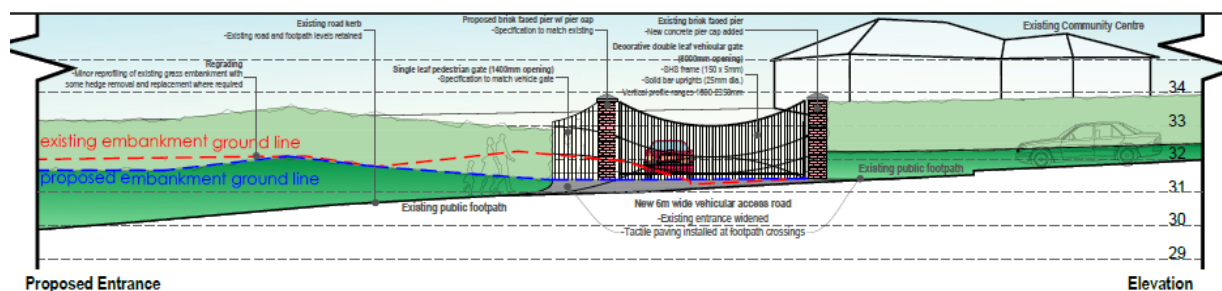 Existing road kerb
-Existing road and footpath levels retained
Proposed brick faced pier w/ pier cap
-Specification to match existing
Existing brick faced pier
-New concrete pier cap added
Existing Community Centre
Regrading
-Minor reprofiling of existing grass embankment with
some hedge removal and replacement where required
Single leaf pedestrian gate (1400mm opening)
-Specification to match vehicle gate
Decorative double leaf vehicular gate
(6000mm opening)
-SHS frame (150 x 5mm)
-Solid bar uprights (25mm dia.)
Vertical profile ranges
34
33
32
31
30
29
existing embankment ground line
proposed embankment ground line
Existing public footpath
Existing public footpath
New 6m wide vehicular access road
-Existing entrance widened
-Tactile paving installed at footpath crossings
Proposed Entrance
Elevation